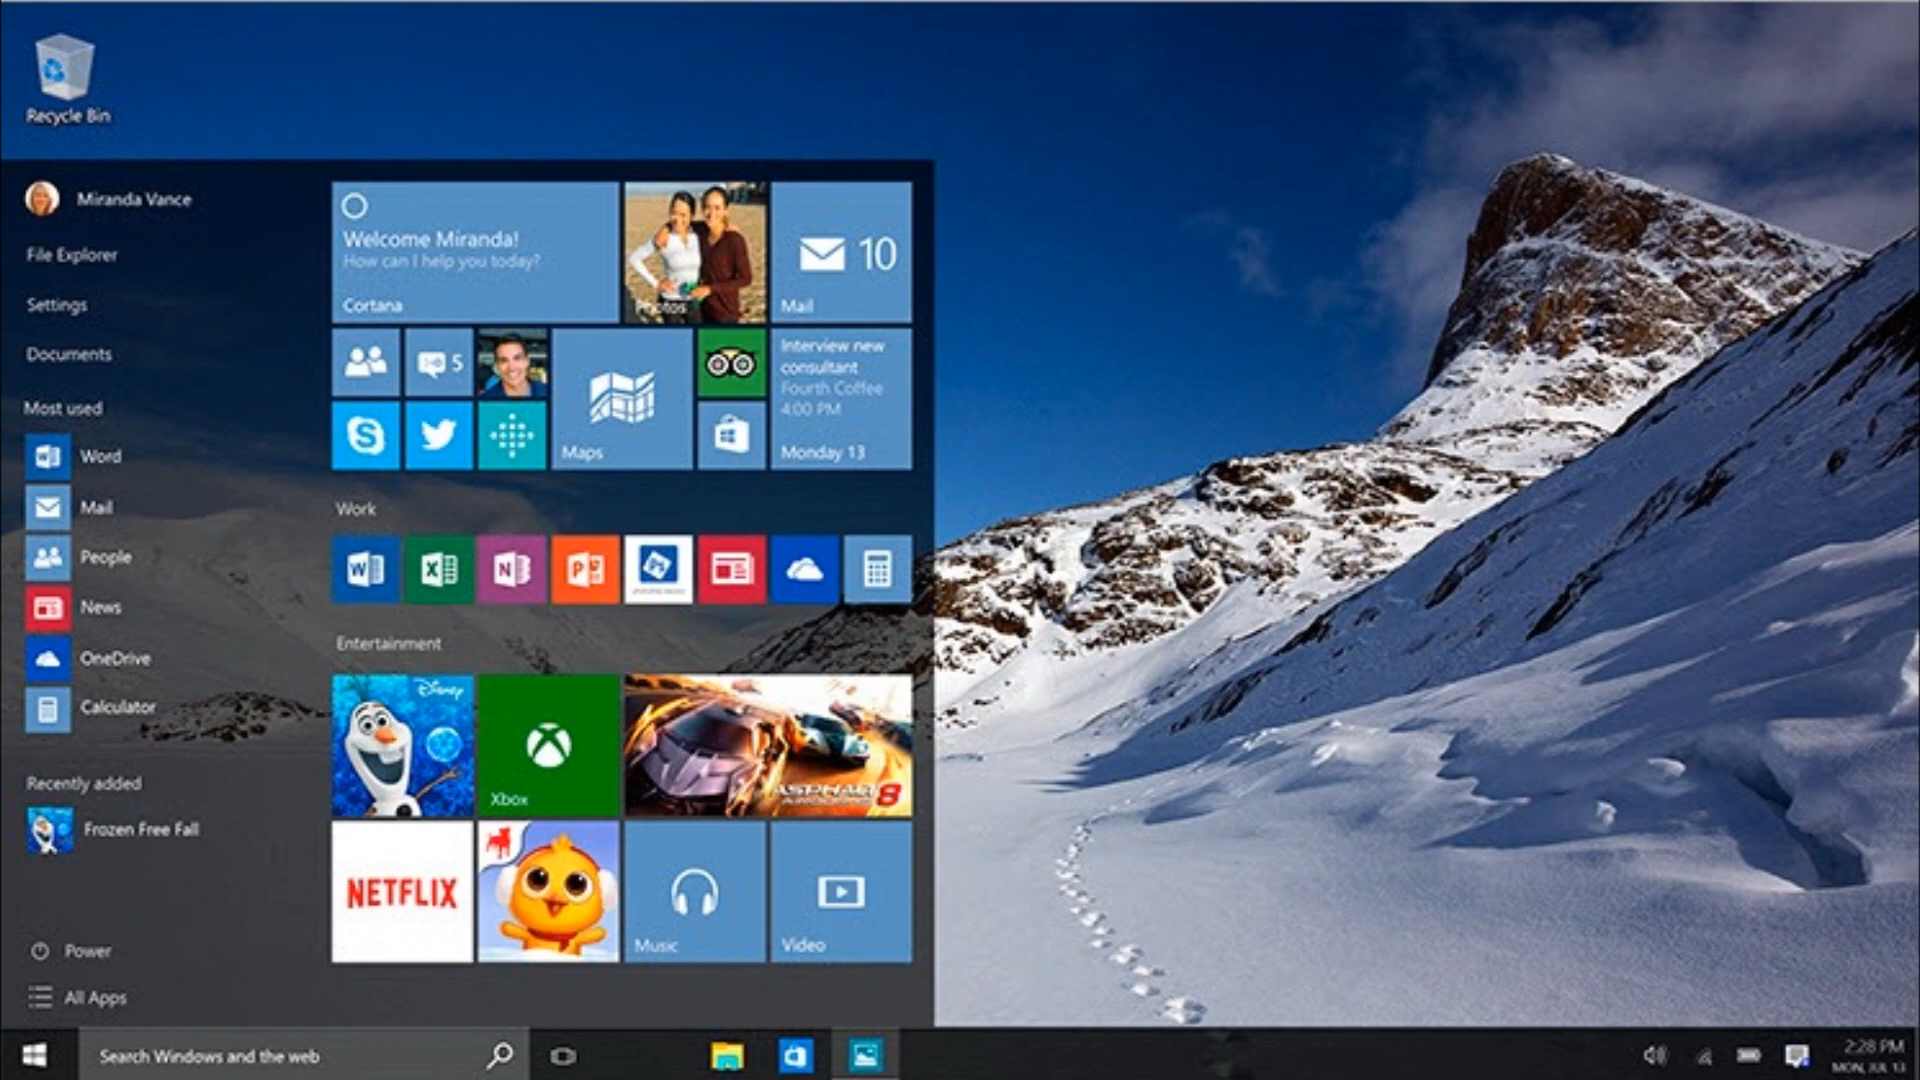 Recycle Bin
Miranda Vance
File Explorer
Settings
Documents
Most used
Word
Mail
People
News
OneDrive
Calculator
Recently added
Frozen Free Fall
Power
All Apps
Welcome Miranda!
How can I help you today?
Cortana
Photos
10
Mail
5
Maps
Interview new
consultant
Fourth Coffee
4:00 PM
Monday 13
Work
W
X
N
P
Entertainment
Disney
Xbox
ASPHALT 8
NETFLIX
Music
Video
Search Windows and the web
2:28 PM
MON, JUL 13